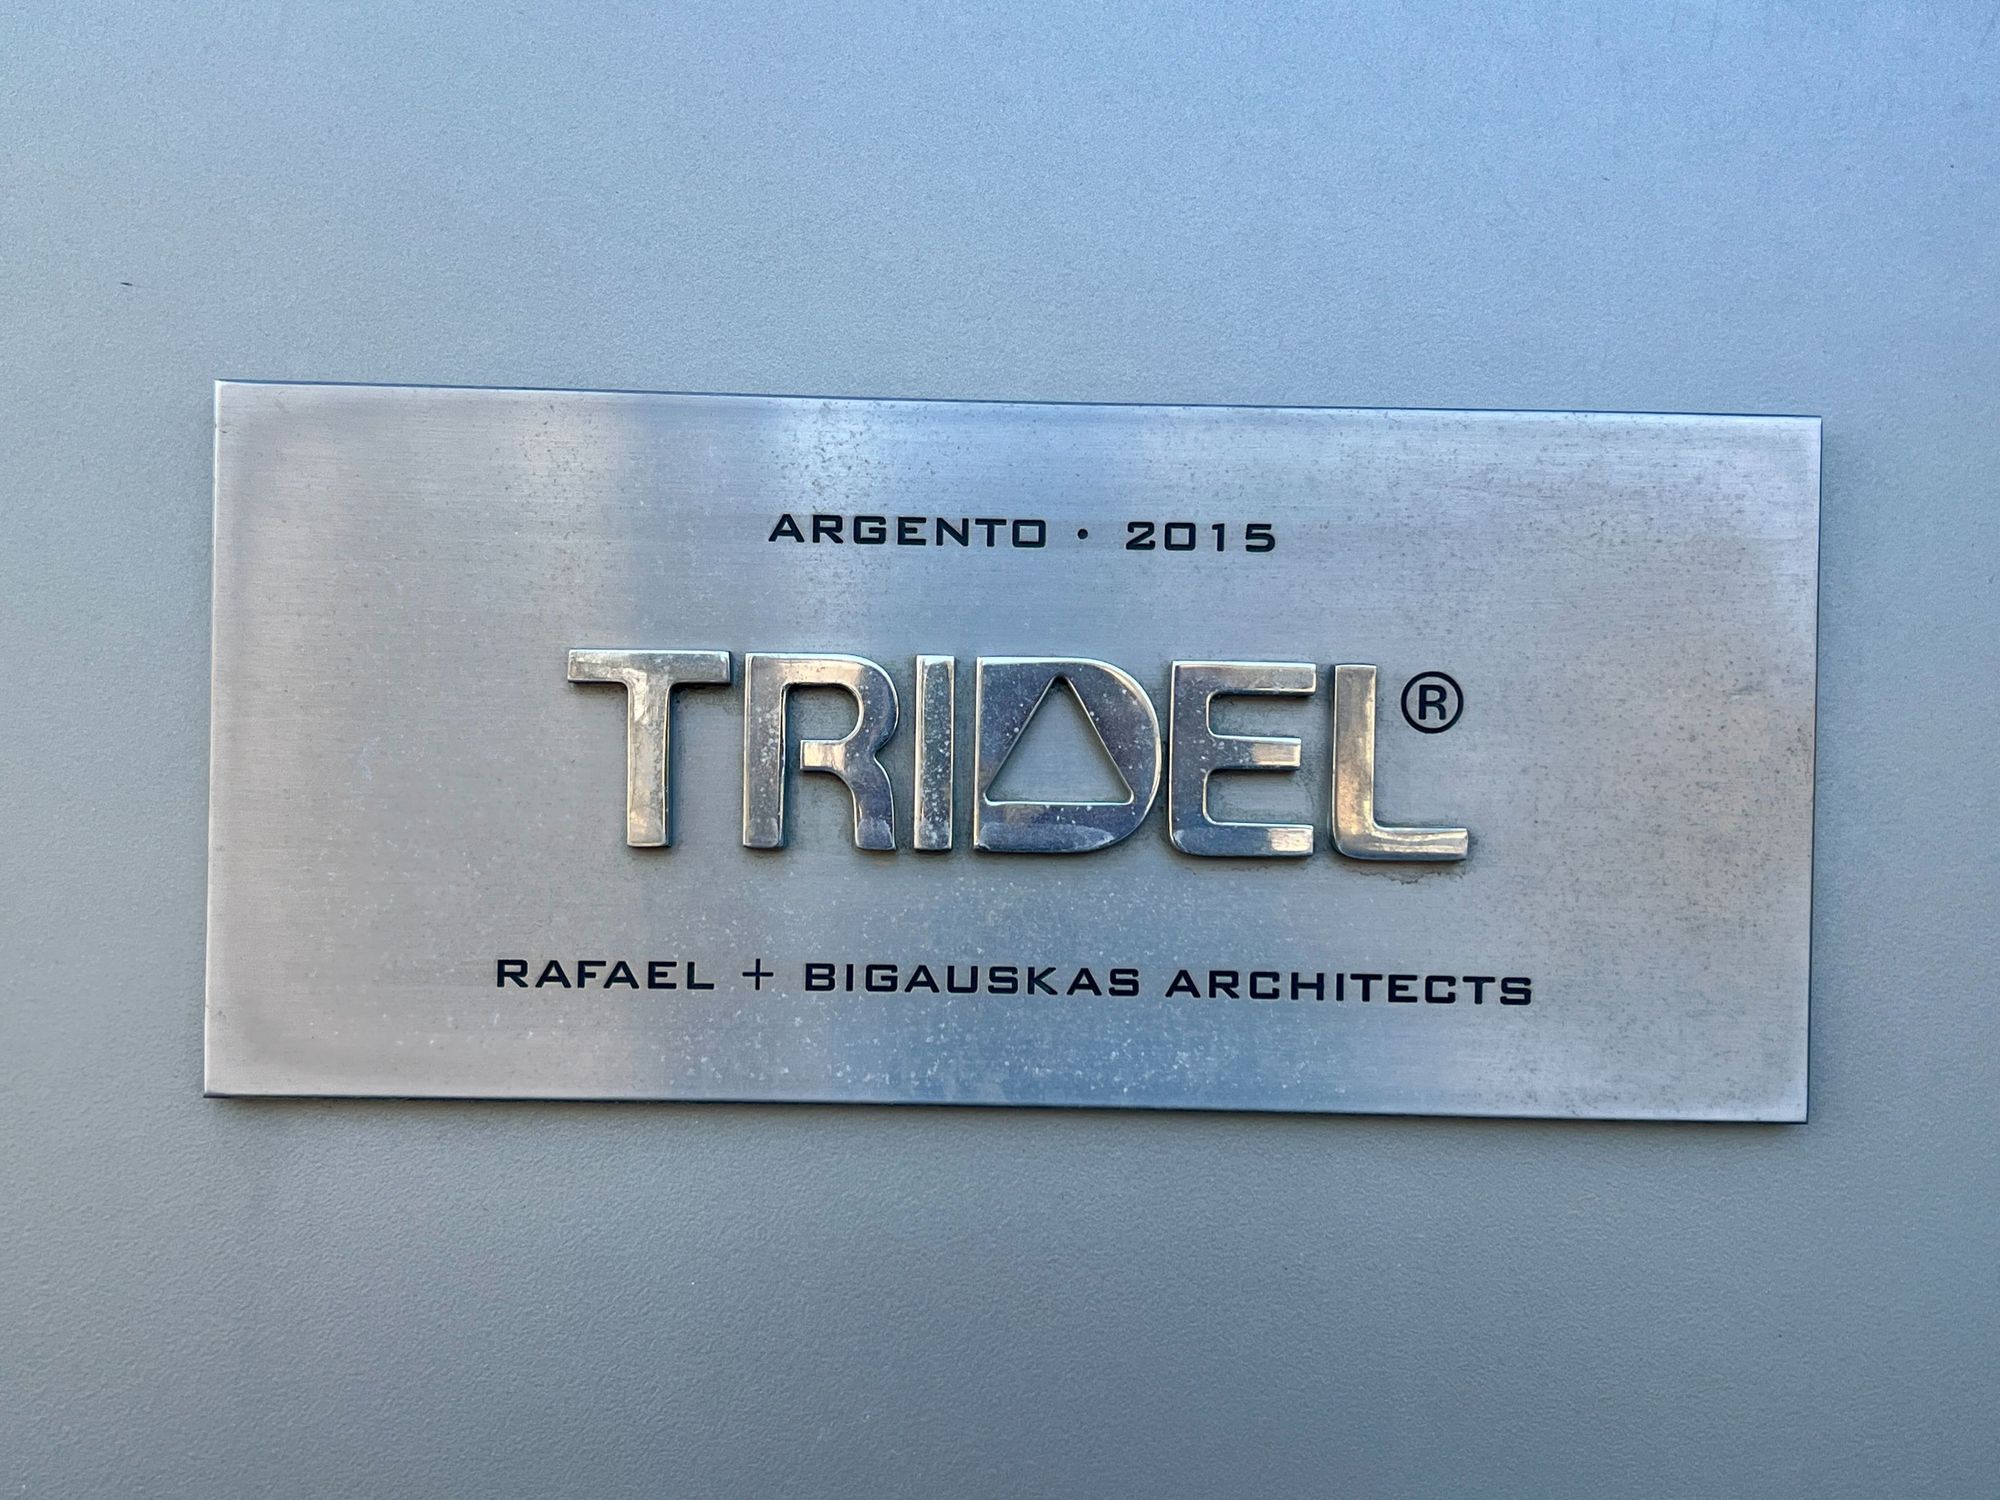 ARGENTO • 2015
TRIDEL®
RAFAEL + BIGAUSKAS ARCHITECTS